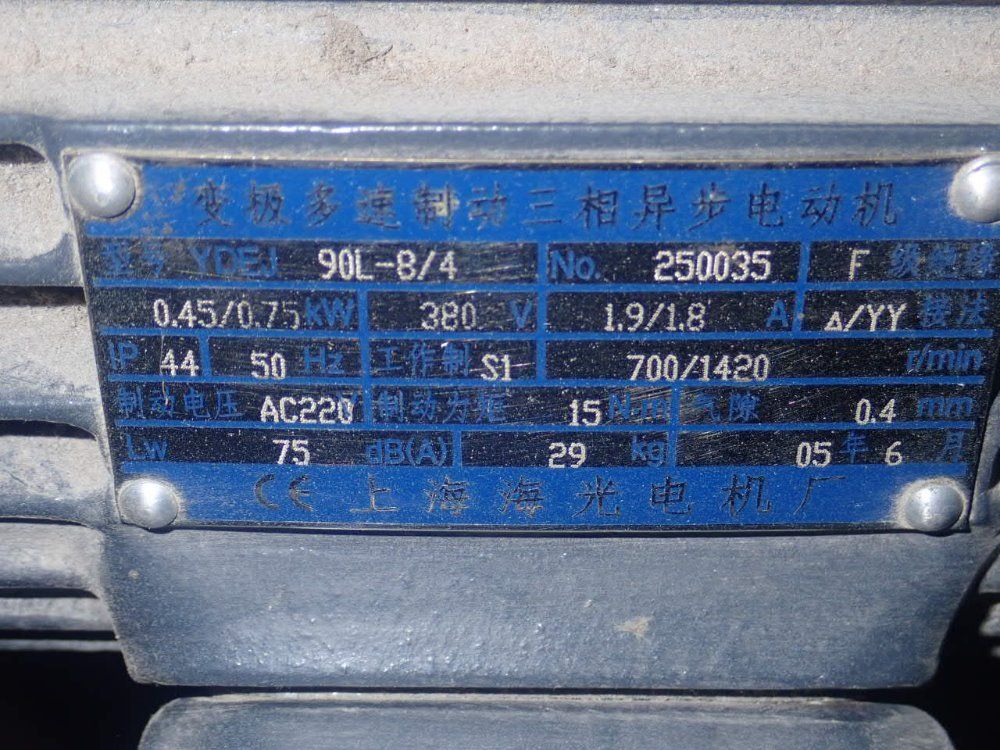 变极多速制动三相异步电动机
型号 YDEJ 90L-8/4 No. 250035 F 级绝缘
0.45/0.75 kW 380 V 1.9/1.8 A △/YY 接法
IP 44 50 Hz 工作制 S1 700/1420 r/min
制动电压 AC220V 制动力矩 15 N.m 气隙 0.4 mm
Lw 75 dB(A) 29 kg 05 年 6 月
CE 上海海光电机厂